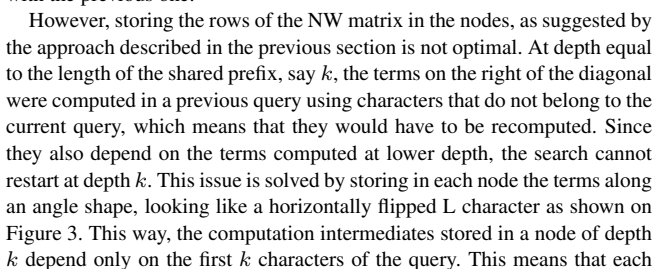 with the previous one.
However, storing the rows of the NW matrix in the nodes, as suggested by
the approach described in the previous section is not optimal. At depth equal
to the length of the shared prefix, say k, the terms on the right of the diagonal
were computed in a previous query using characters that do not belong to the
current query, which means that they would have to be recomputed. Since
they also depend on the terms computed at lower depth, the search cannot
restart at depth k. This issue is solved by storing in each node the terms along
an angle shape, looking like a horizontally flipped L character as shown on
Figure 3. This way, the computation intermediates stored in a node of depth
k depend only on the first k characters of the query. This means that each